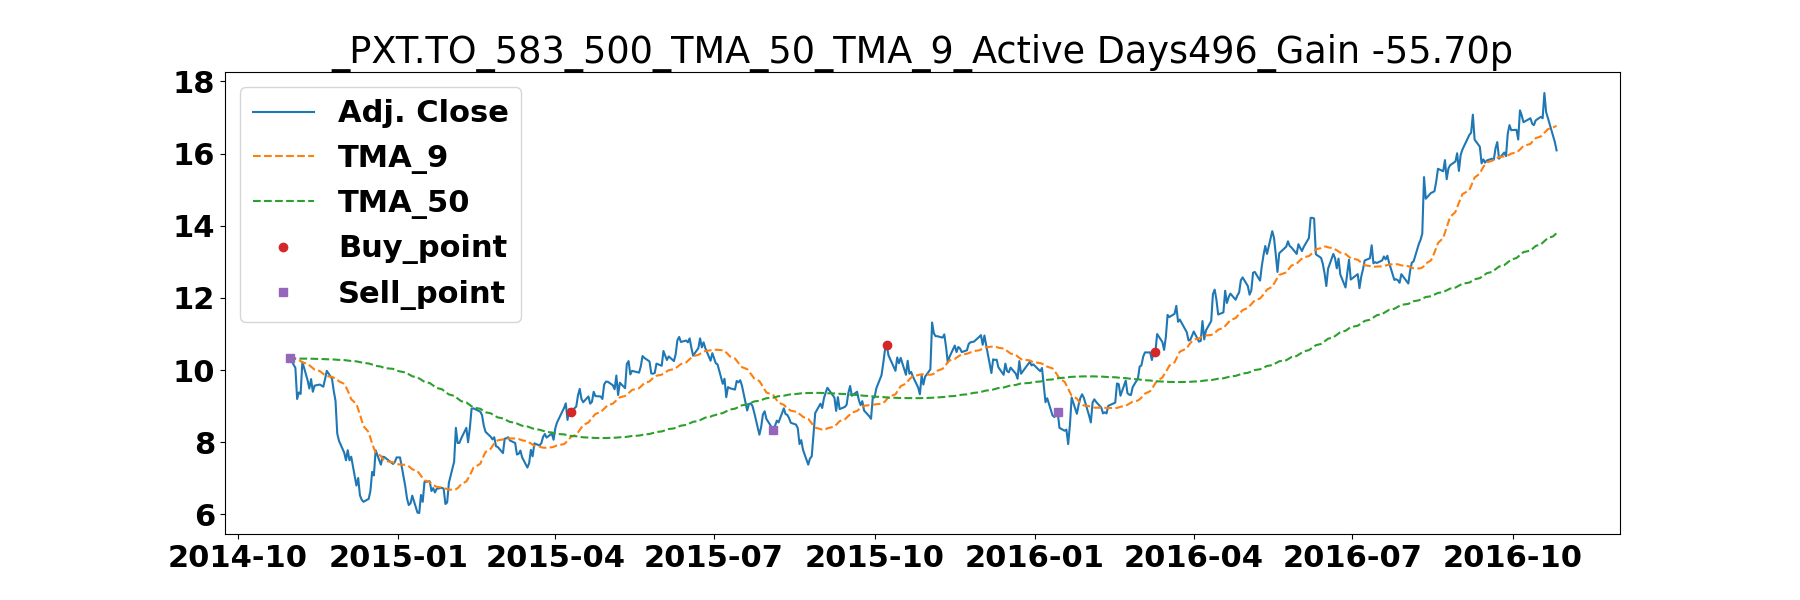 _PXT.TO_583_500_TMA_50_TMA_9_Active Days496_Gain -55.70p
18
16
14
12
10
8
6
Adj. Close
TMA_9
TMA_50
Buy_point
Sell_point
2014-10 2015-01 2015-04 2015-07 2015-10 2016-01 2016-04 2016-07 2016-10